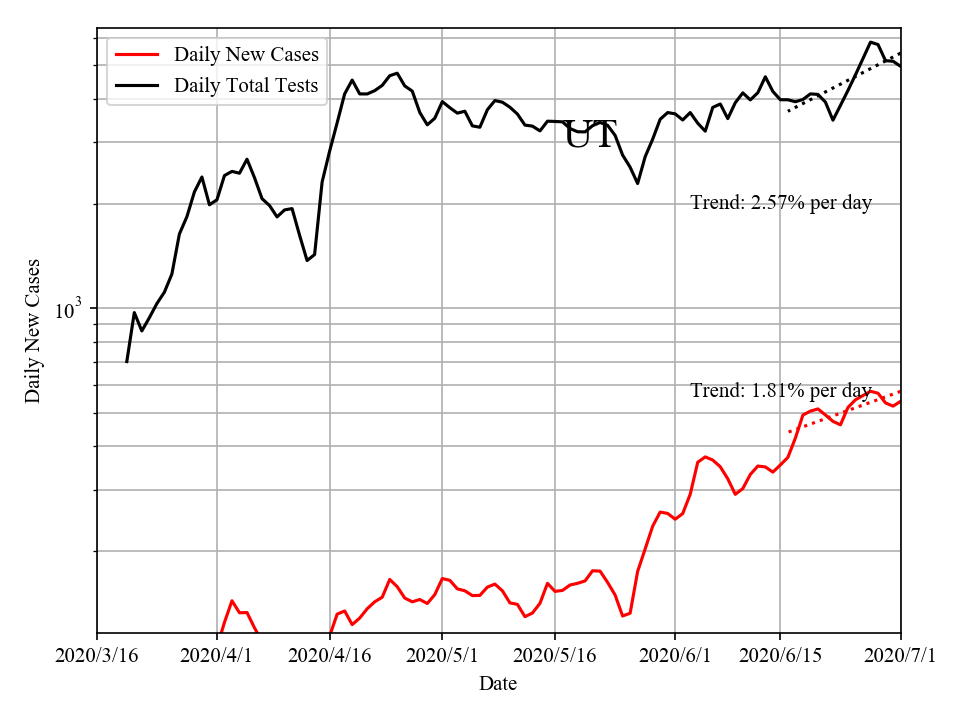 Daily New Cases
Daily Total Tests
UT
Trend: 2.57% per day
Trend: 1.81% per day
10³
Daily New Cases
2020/3/16 2020/4/1 2020/4/16 2020/5/1 2020/5/16 2020/6/1 2020/6/15 2020/7/1
Date